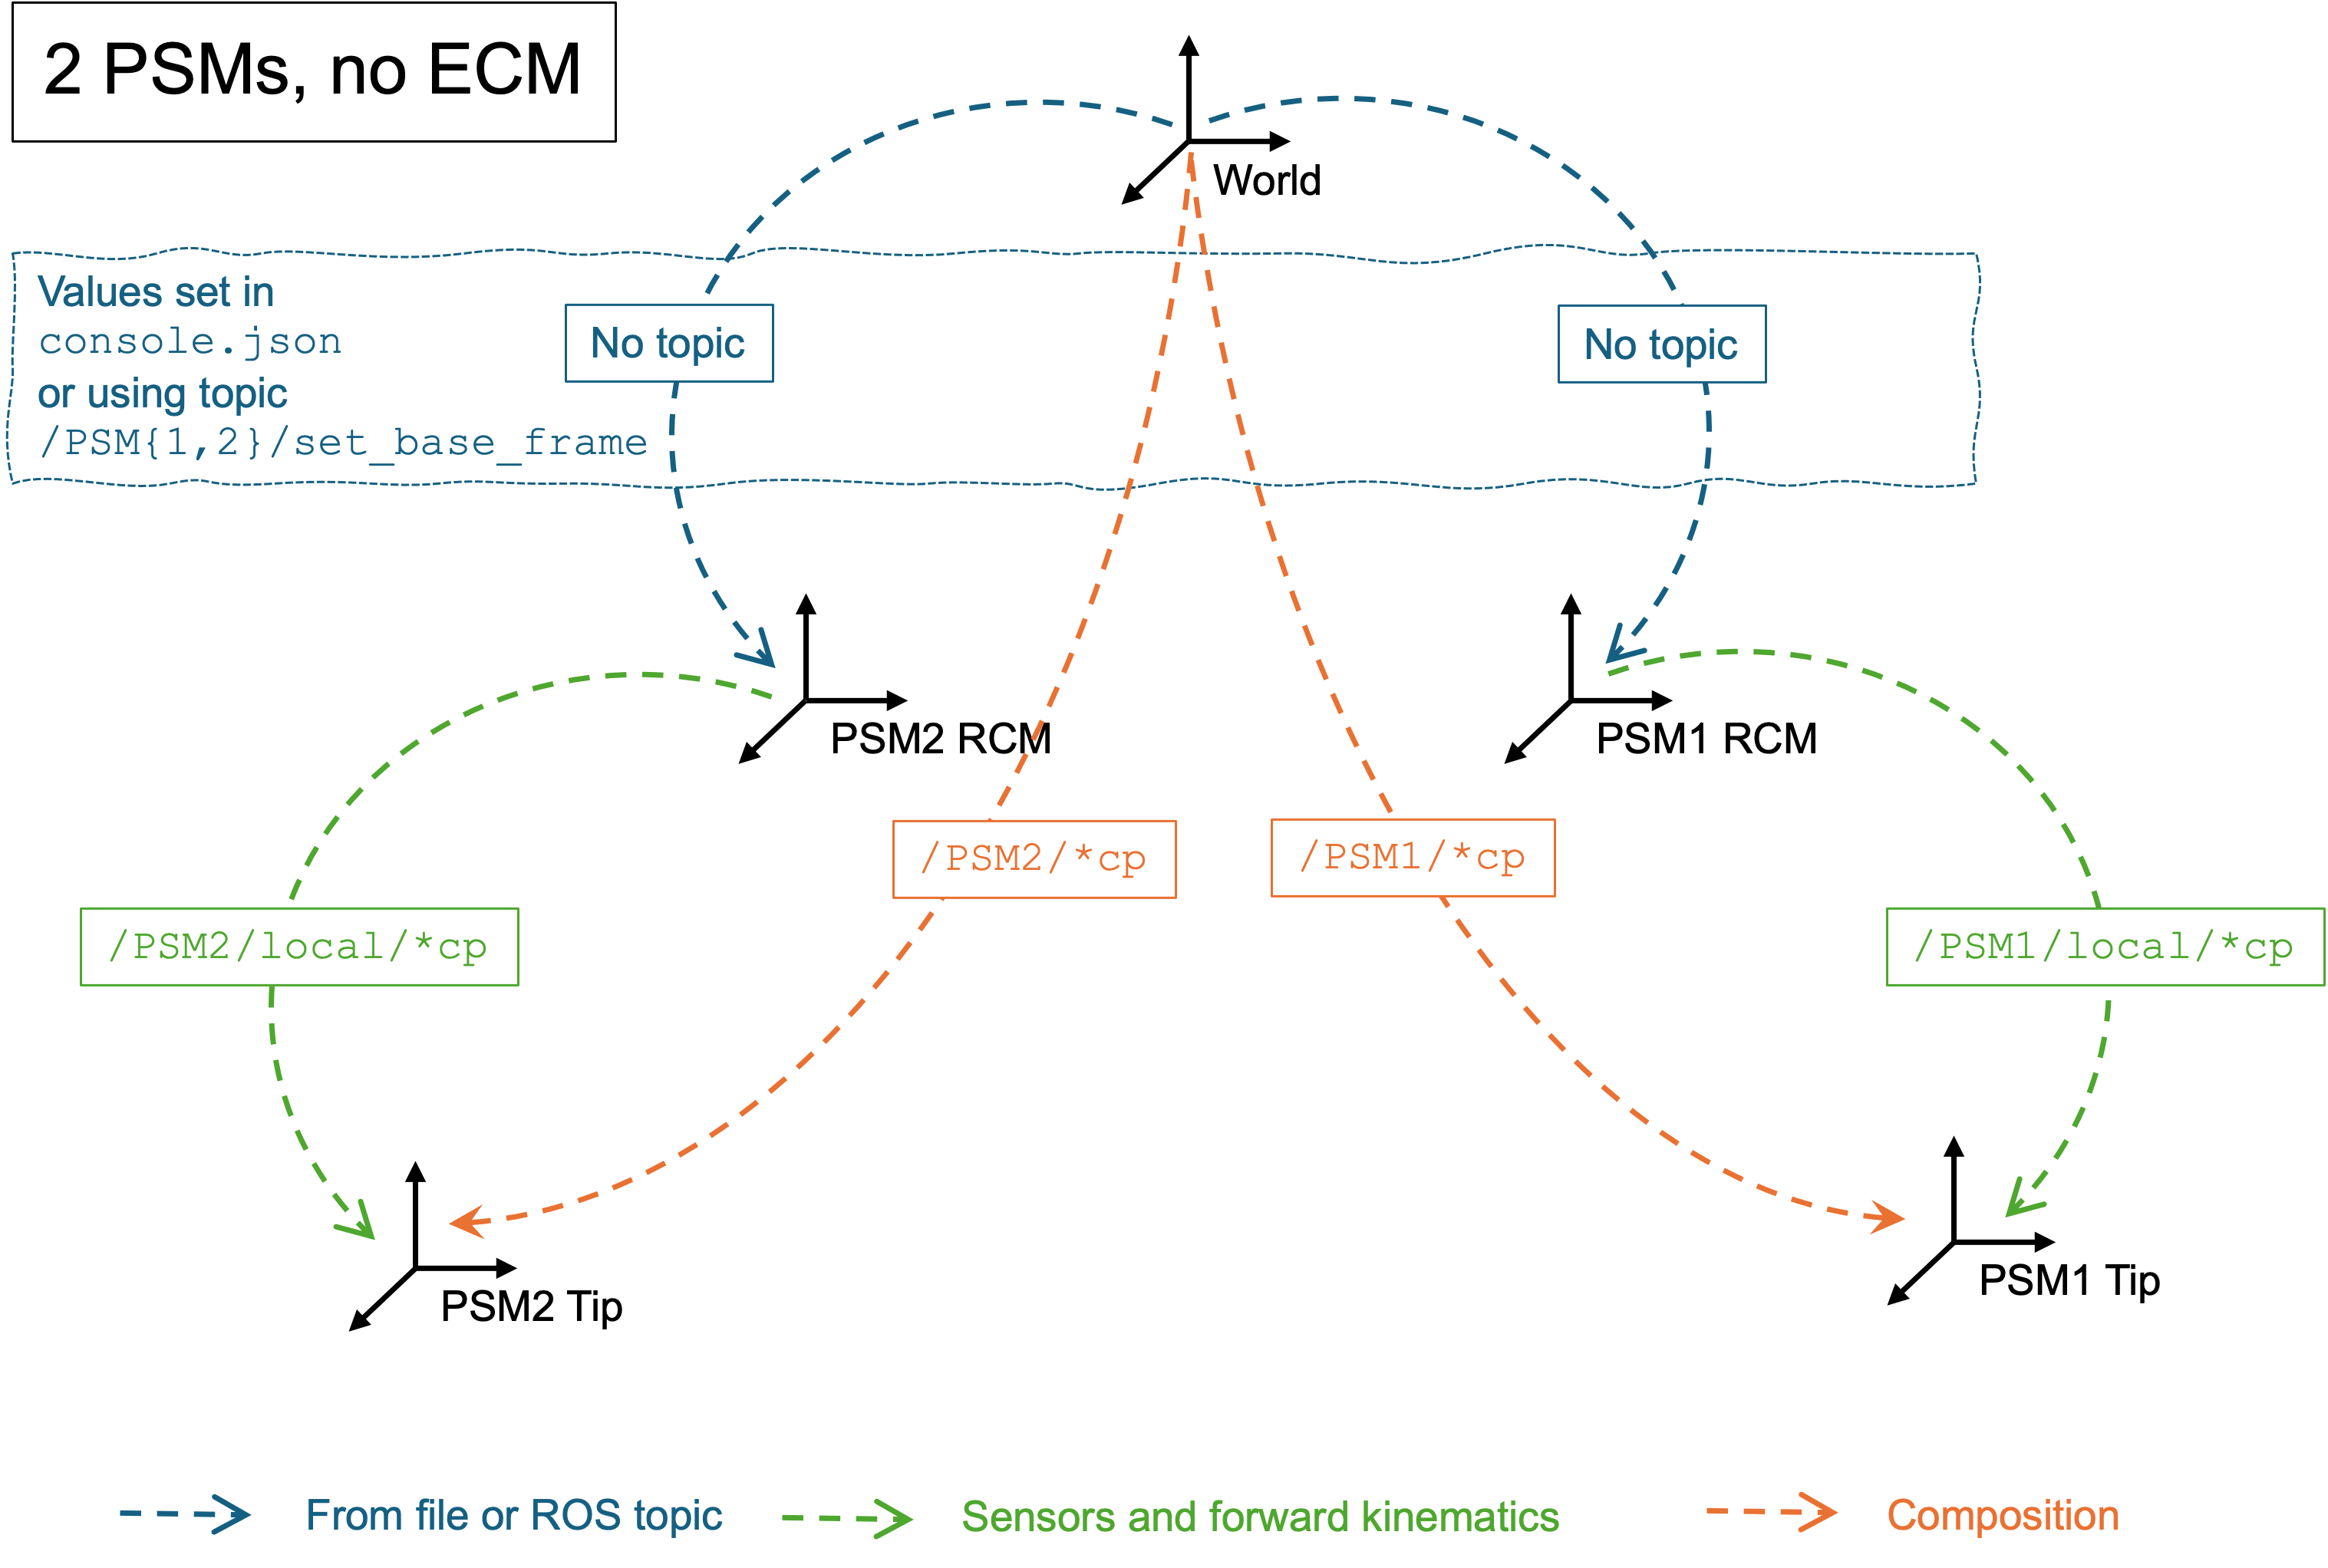 2 PSMs, no ECM
World
Values set in
console.json
or using topic
/PSM{1,2}/set_base_frame
No topic
No topic
PSM2 RCM
PSM1 RCM
/PSM2/*cp
/PSM1/*cp
/PSM2/local/*cp
/PSM1/local/*cp
PSM2 Tip
PSM1 Tip
From file or ROS topic
Sensors and forward kinematics
Composition